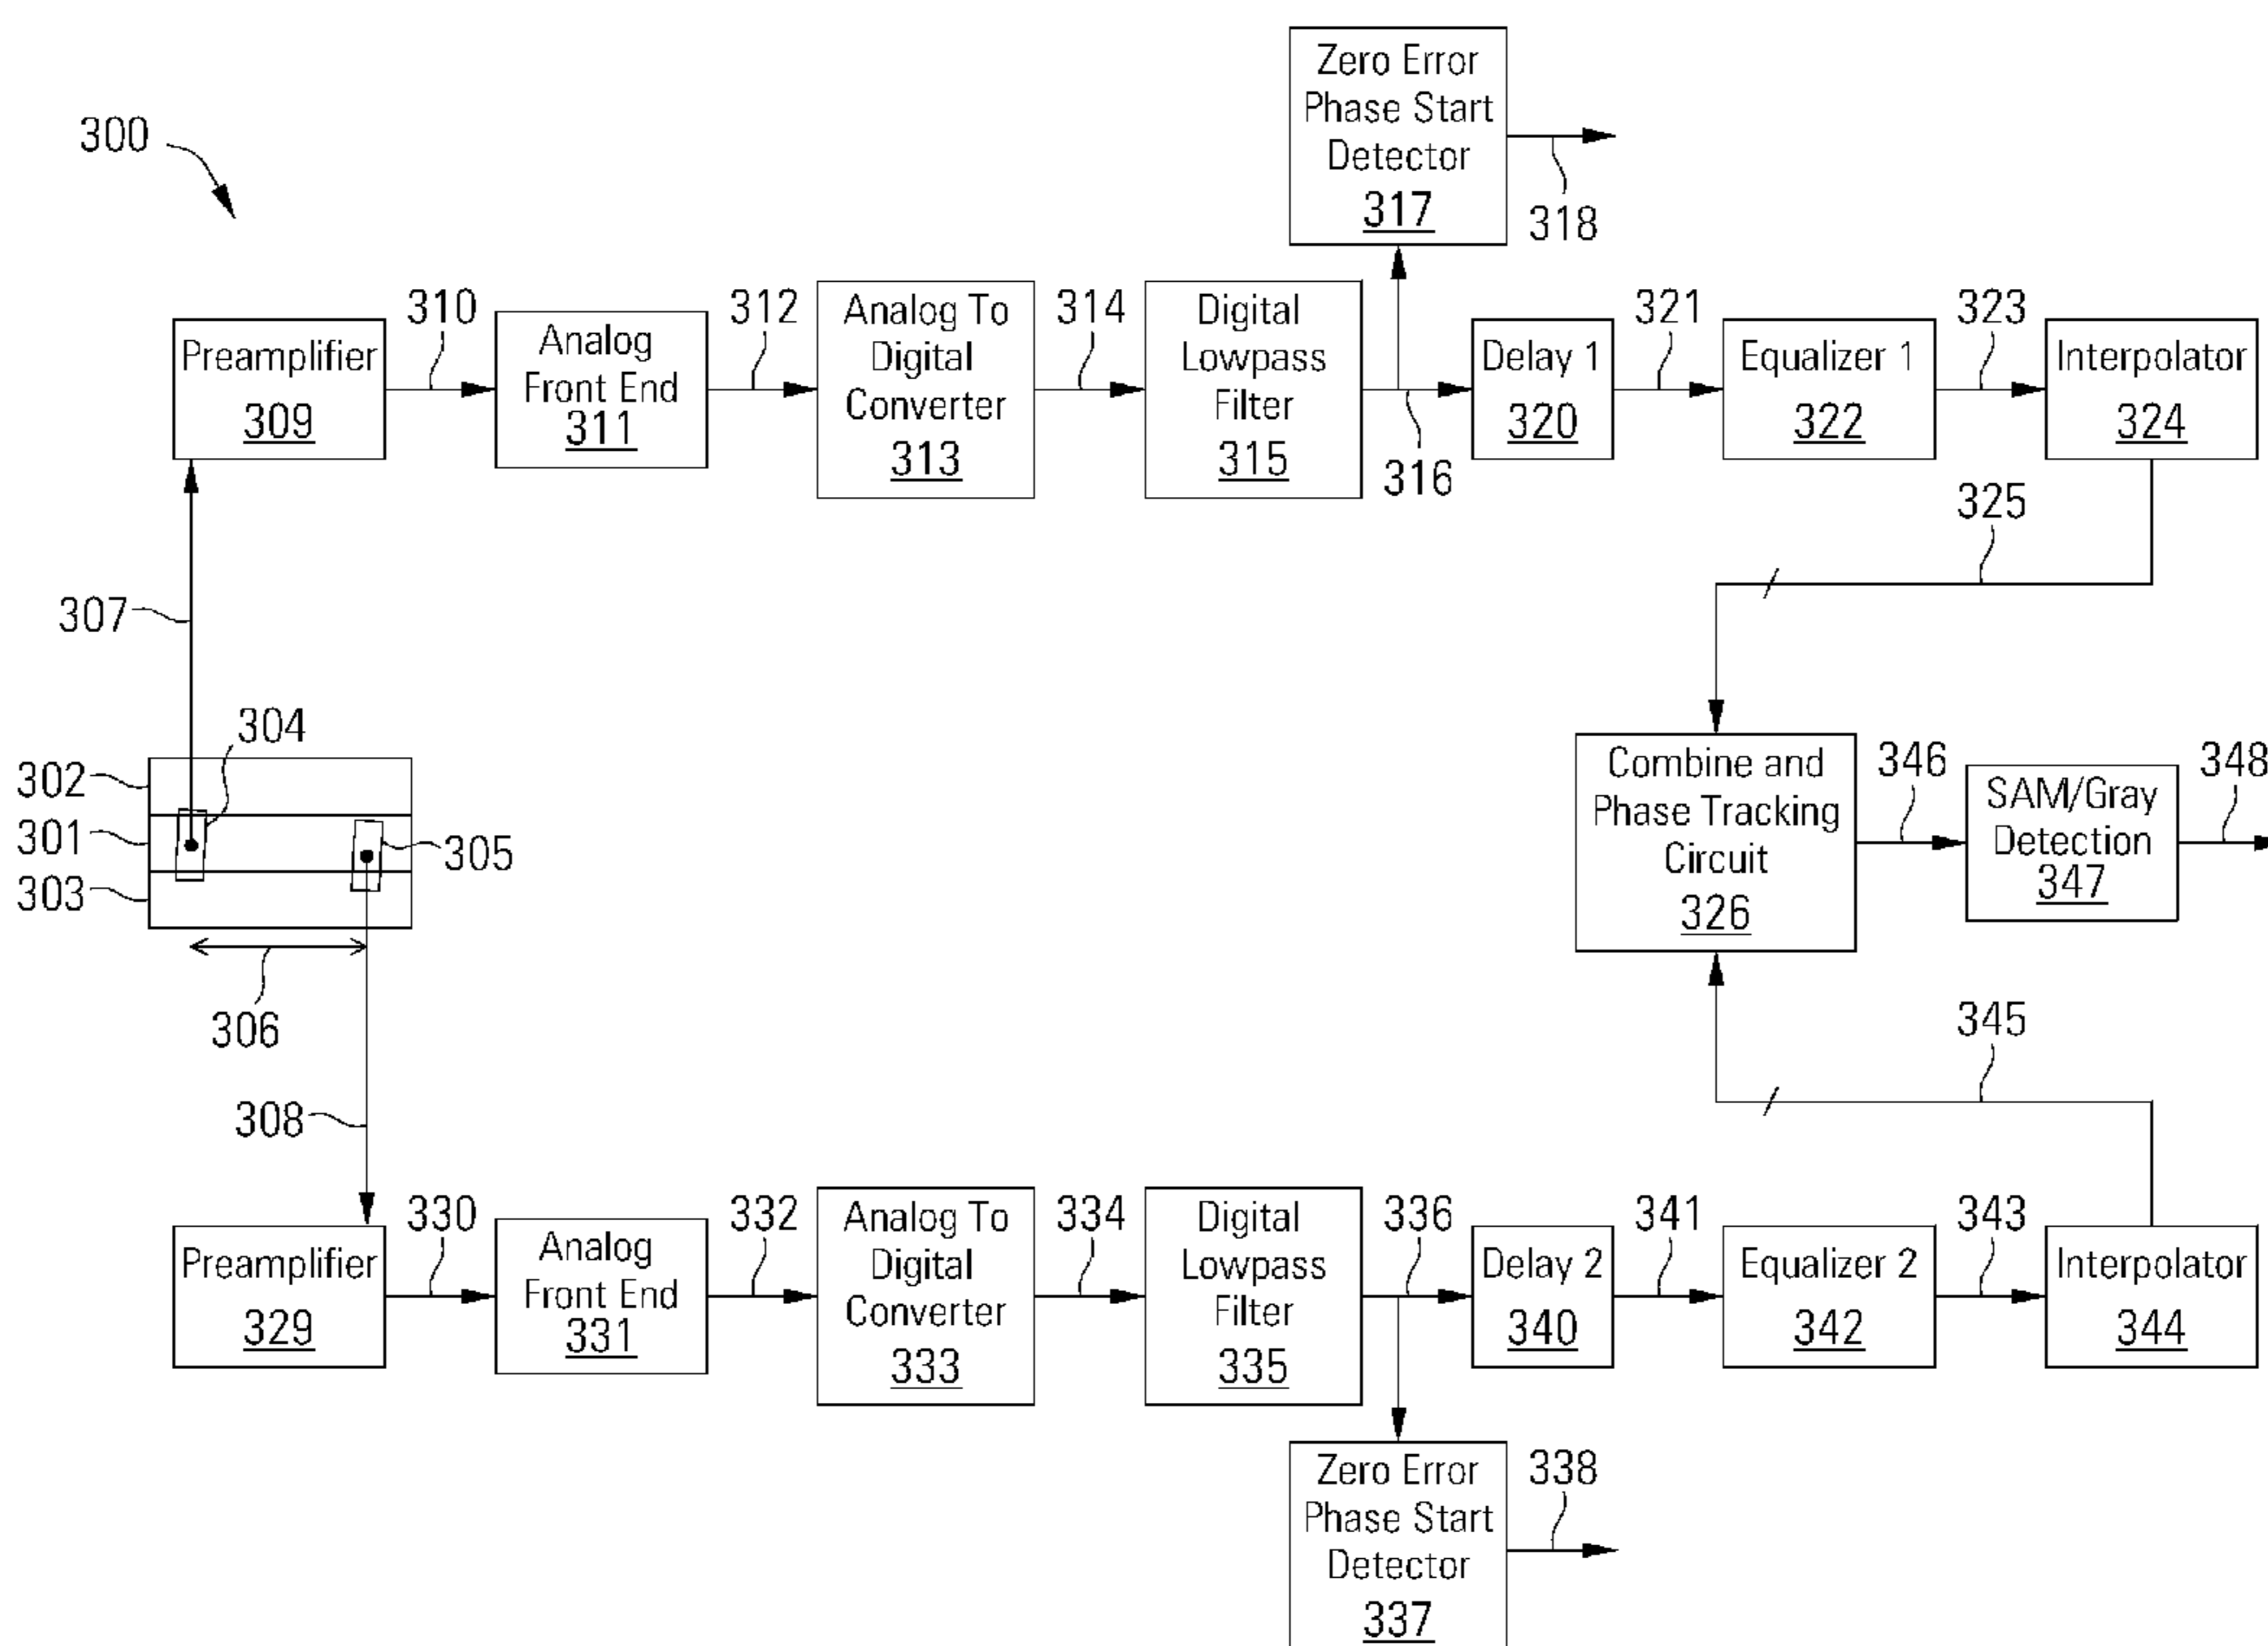 300
Zero Error
Phase Start
Detector
317
318
Preamplifier
309
310
Analog
Front End
311
312
Analog To
Digital
Converter
313
314
Digital
Lowpass
Filter
315
316
Delay 1
320
321
Equalizer 1
322
323
Interpolator
324
325
307
304
302
301
303
305
306
308
Combine and
Phase Tracking
Circuit
326
346
SAM/Gray
Detection
347
348
345
Preamplifier
329
330
Analog
Front End
331
332
Analog To
Digital
Converter
333
334
Digital
Lowpass
Filter
335
336
Delay 2
340
341
Equalizer 2
342
343
Interpolator
344
Zero Error
Phase Start
Detector
337
338